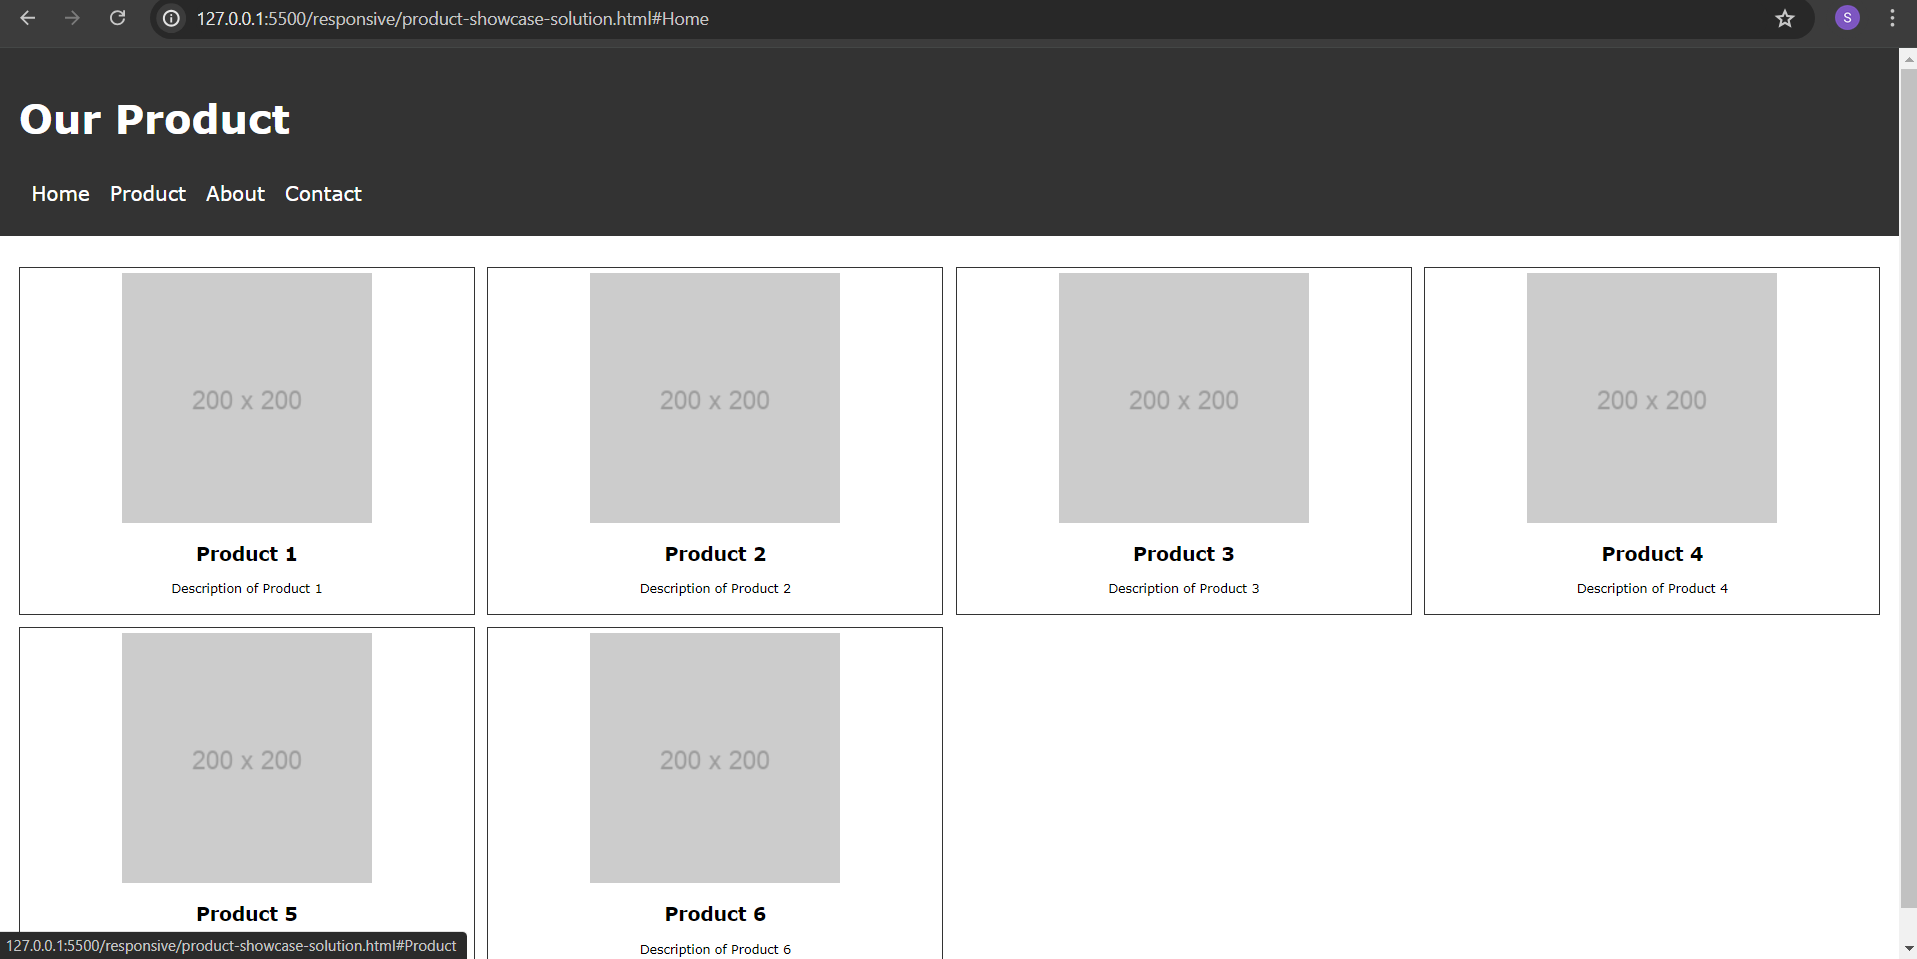 127.0.0.1:5500/responsive/product-showcase-solution.html#Home
S
Our Product
Home Product About Contact
200 x 200 200 x 200 200 x 200 200 x 200
Product 1 Product 2 Product 3 Product 4
Description of Product 1 Description of Product 2 Description of Product 3 Description of Product 4
200 x 200 200 x 200
Product 5 Product 6
Description of Product 6
127.0.0.1:5500/responsive/product-showcase-solution.html#Product